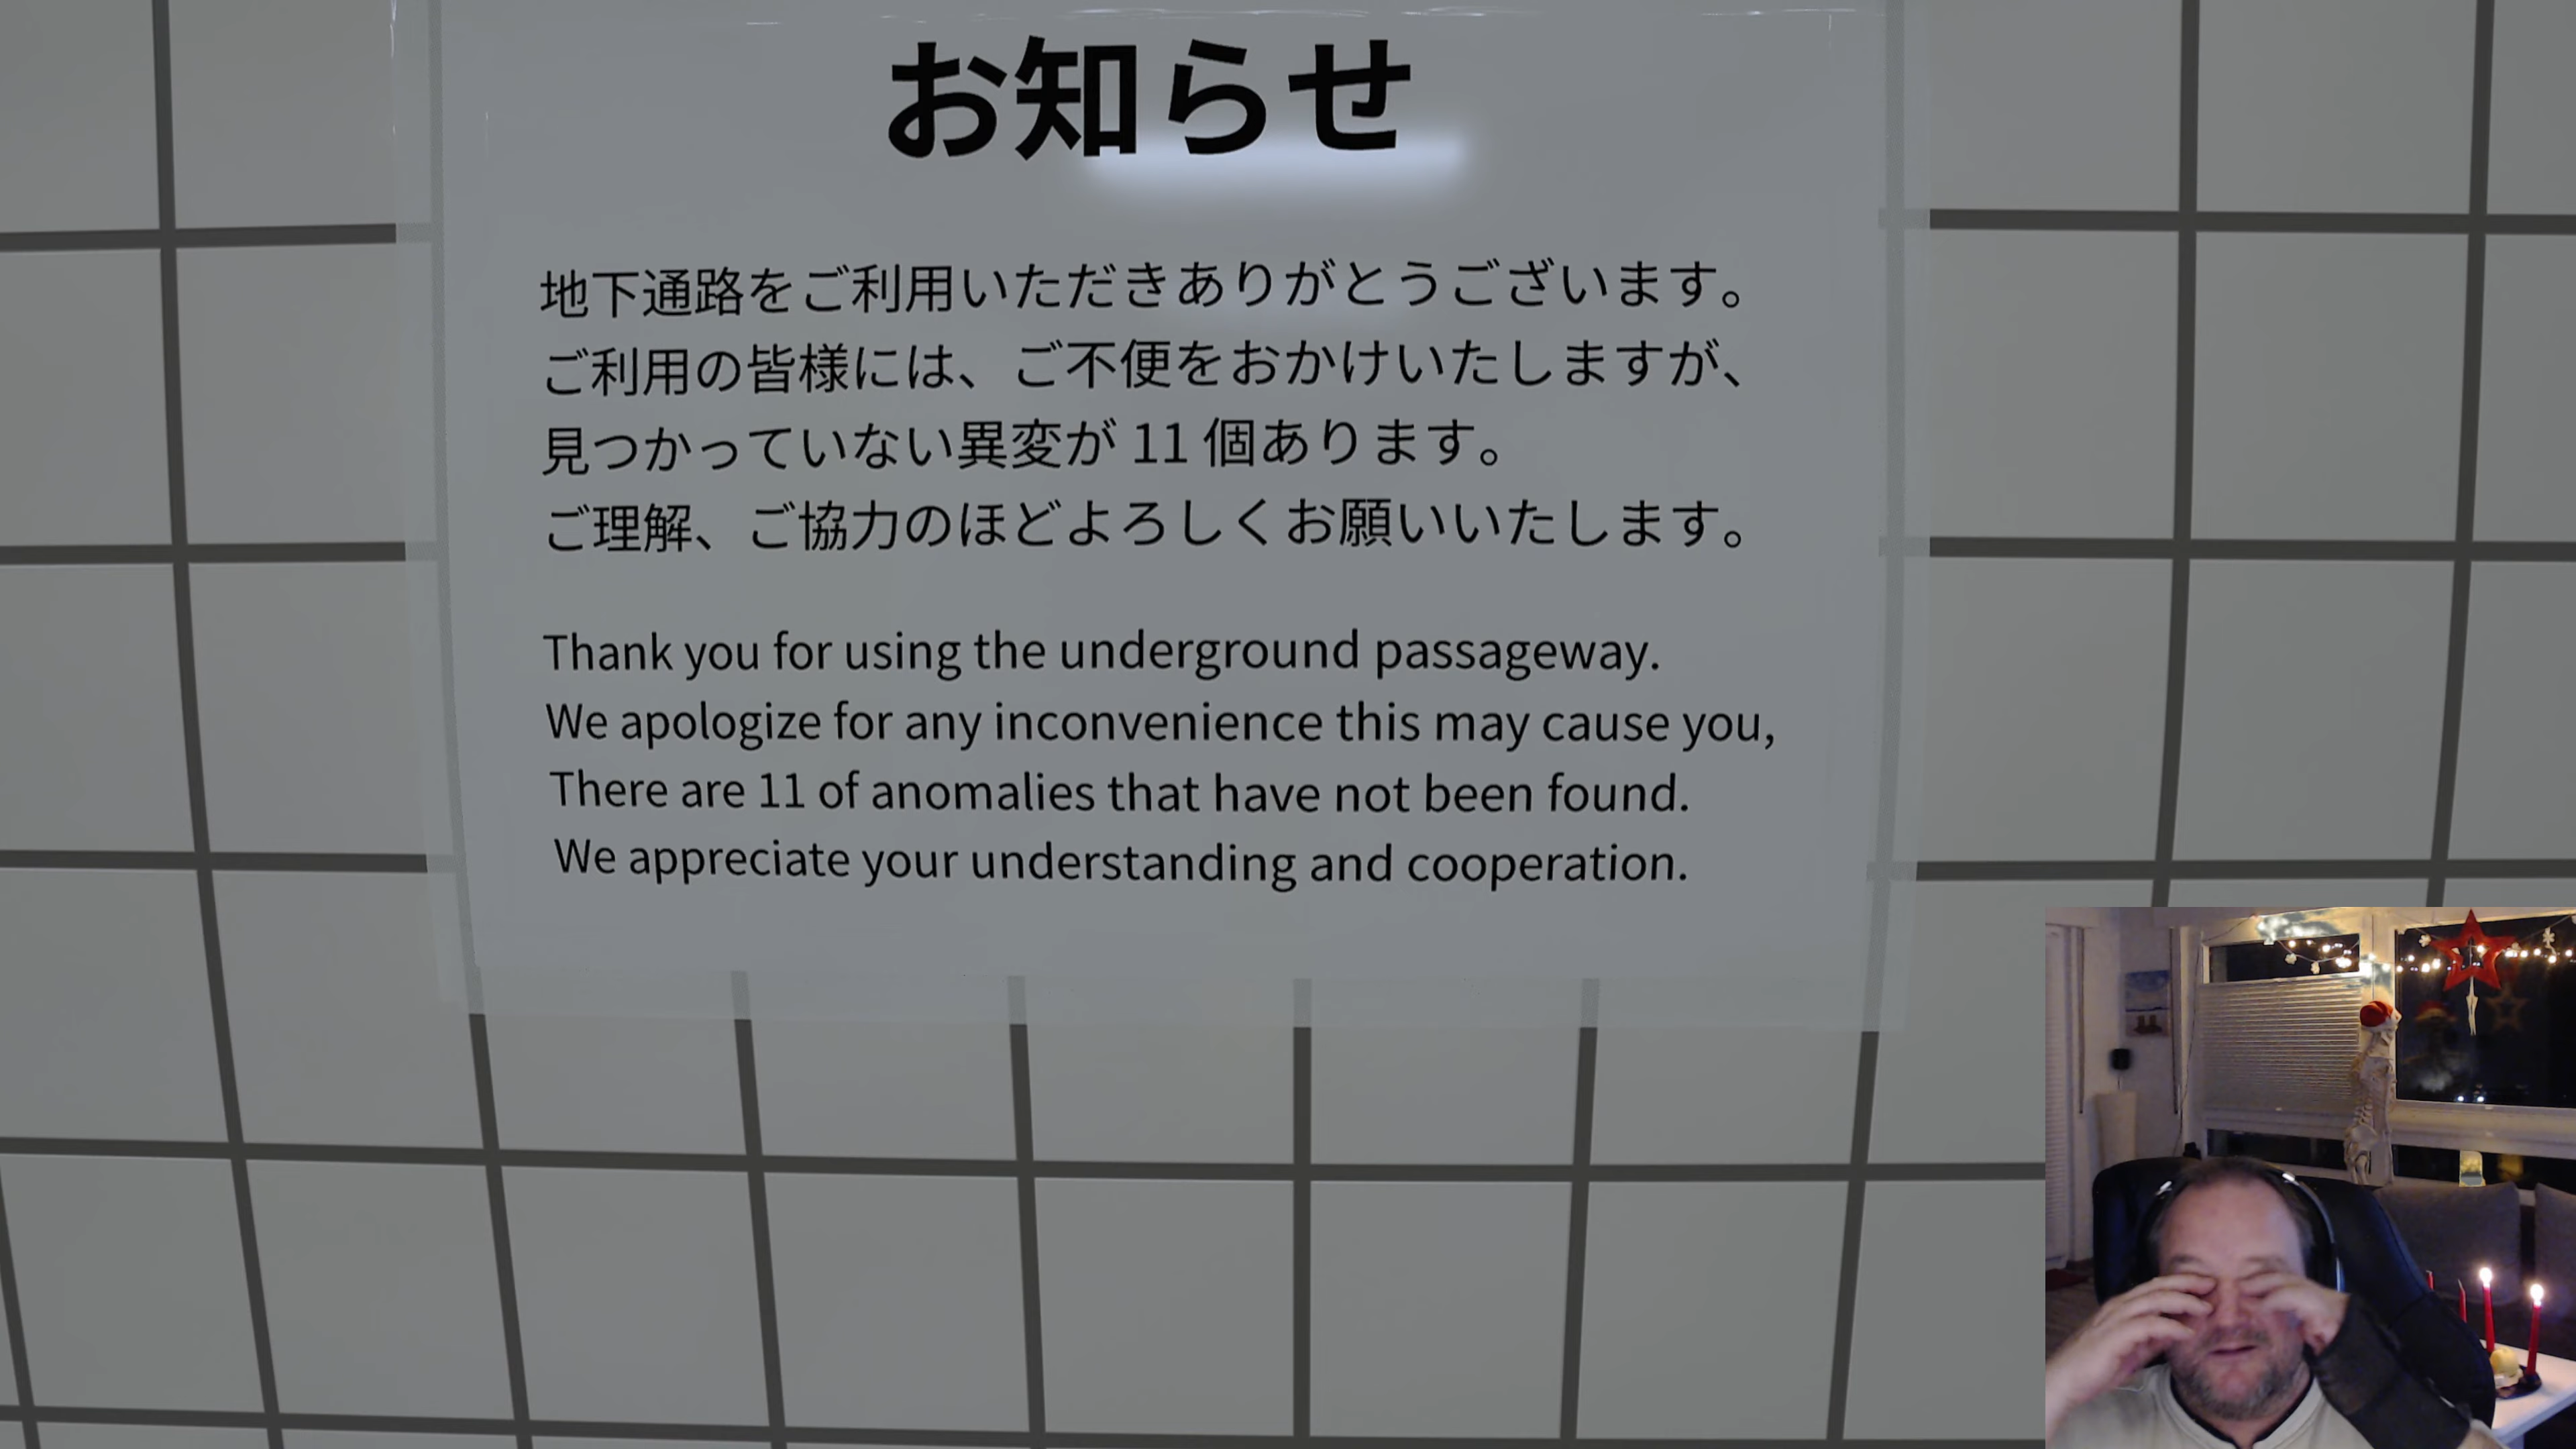 お知らせ
地下通路をご利用いただきありがとうございます。
ご利用の皆様には、ご不便をおかけいたしますが、
見つかっていない異変が 11 個あります。
ご理解、ご協力のほどよろしくお願いいたします。
Thank you for using the underground passageway.
We apologize for any inconvenience this may cause you,
There are 11 of anomalies that have not been found.
We appreciate your understanding and cooperation.